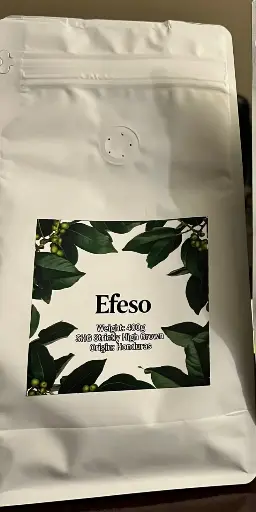 Efeso
Weight: 400g
SHG Strictly High Grown
Origin: Honduras